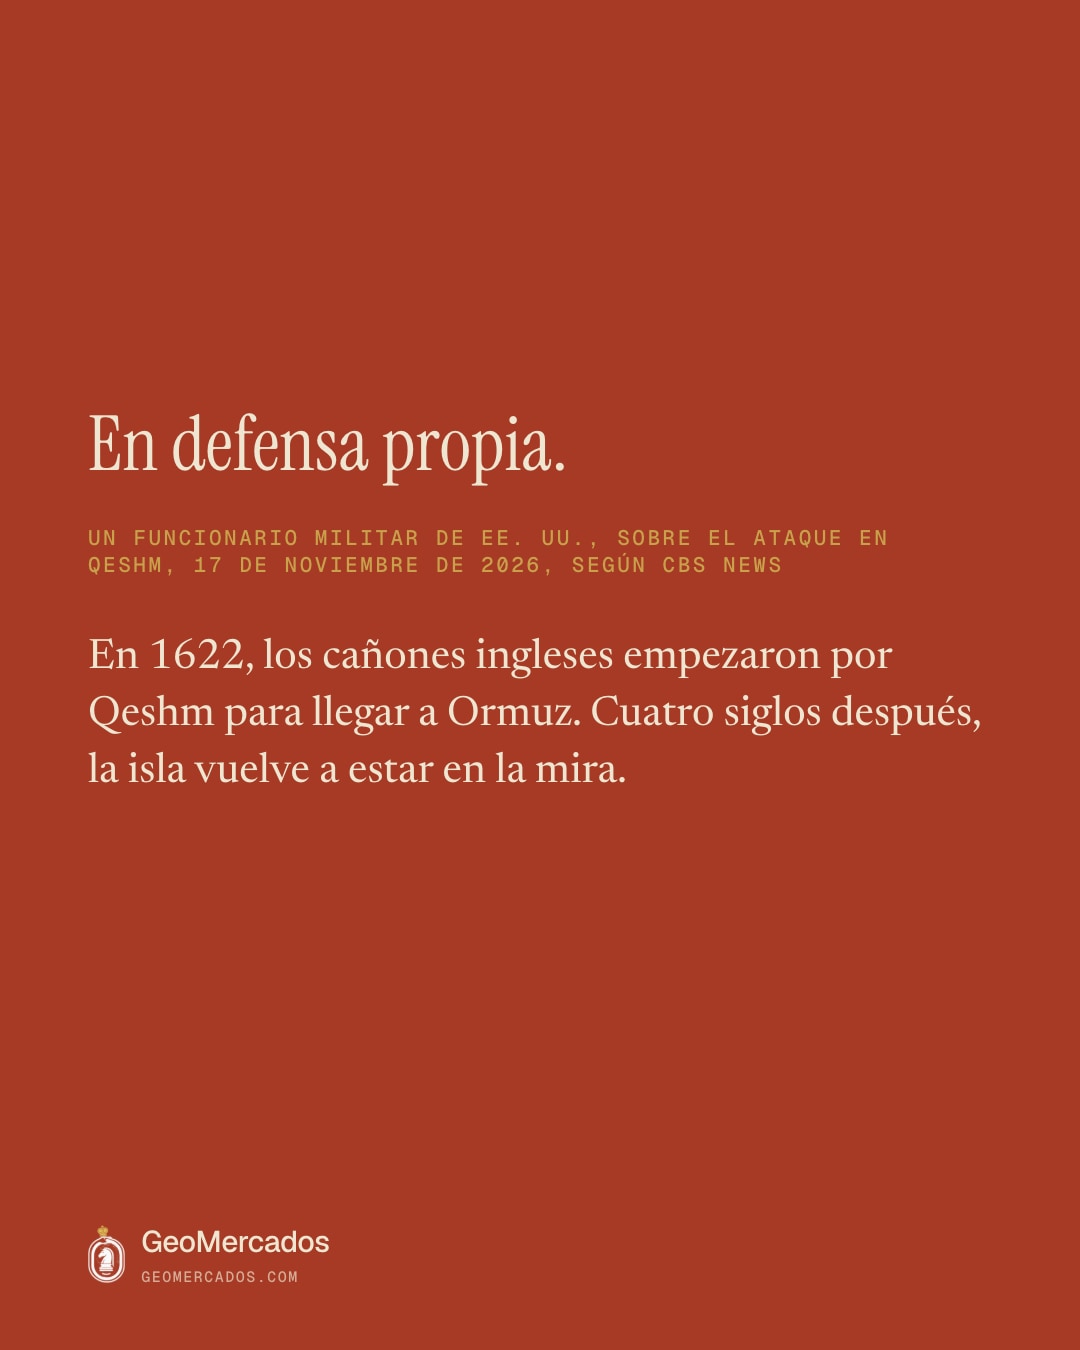 En defensa propia.
UN FUNCIONARIO MILITAR DE EE. UU., SOBRE EL ATAQUE EN
QESHM, 17 DE NOVIEMBRE DE 2026, SEGÚN CBS NEWS
En 1622, los cañones ingleses empezaron por
Qeshm para llegar a Ormuz. Cuatro siglos después,
la isla vuelve a estar en la mira.
GeoMercados
GEOMERCADOS.COM